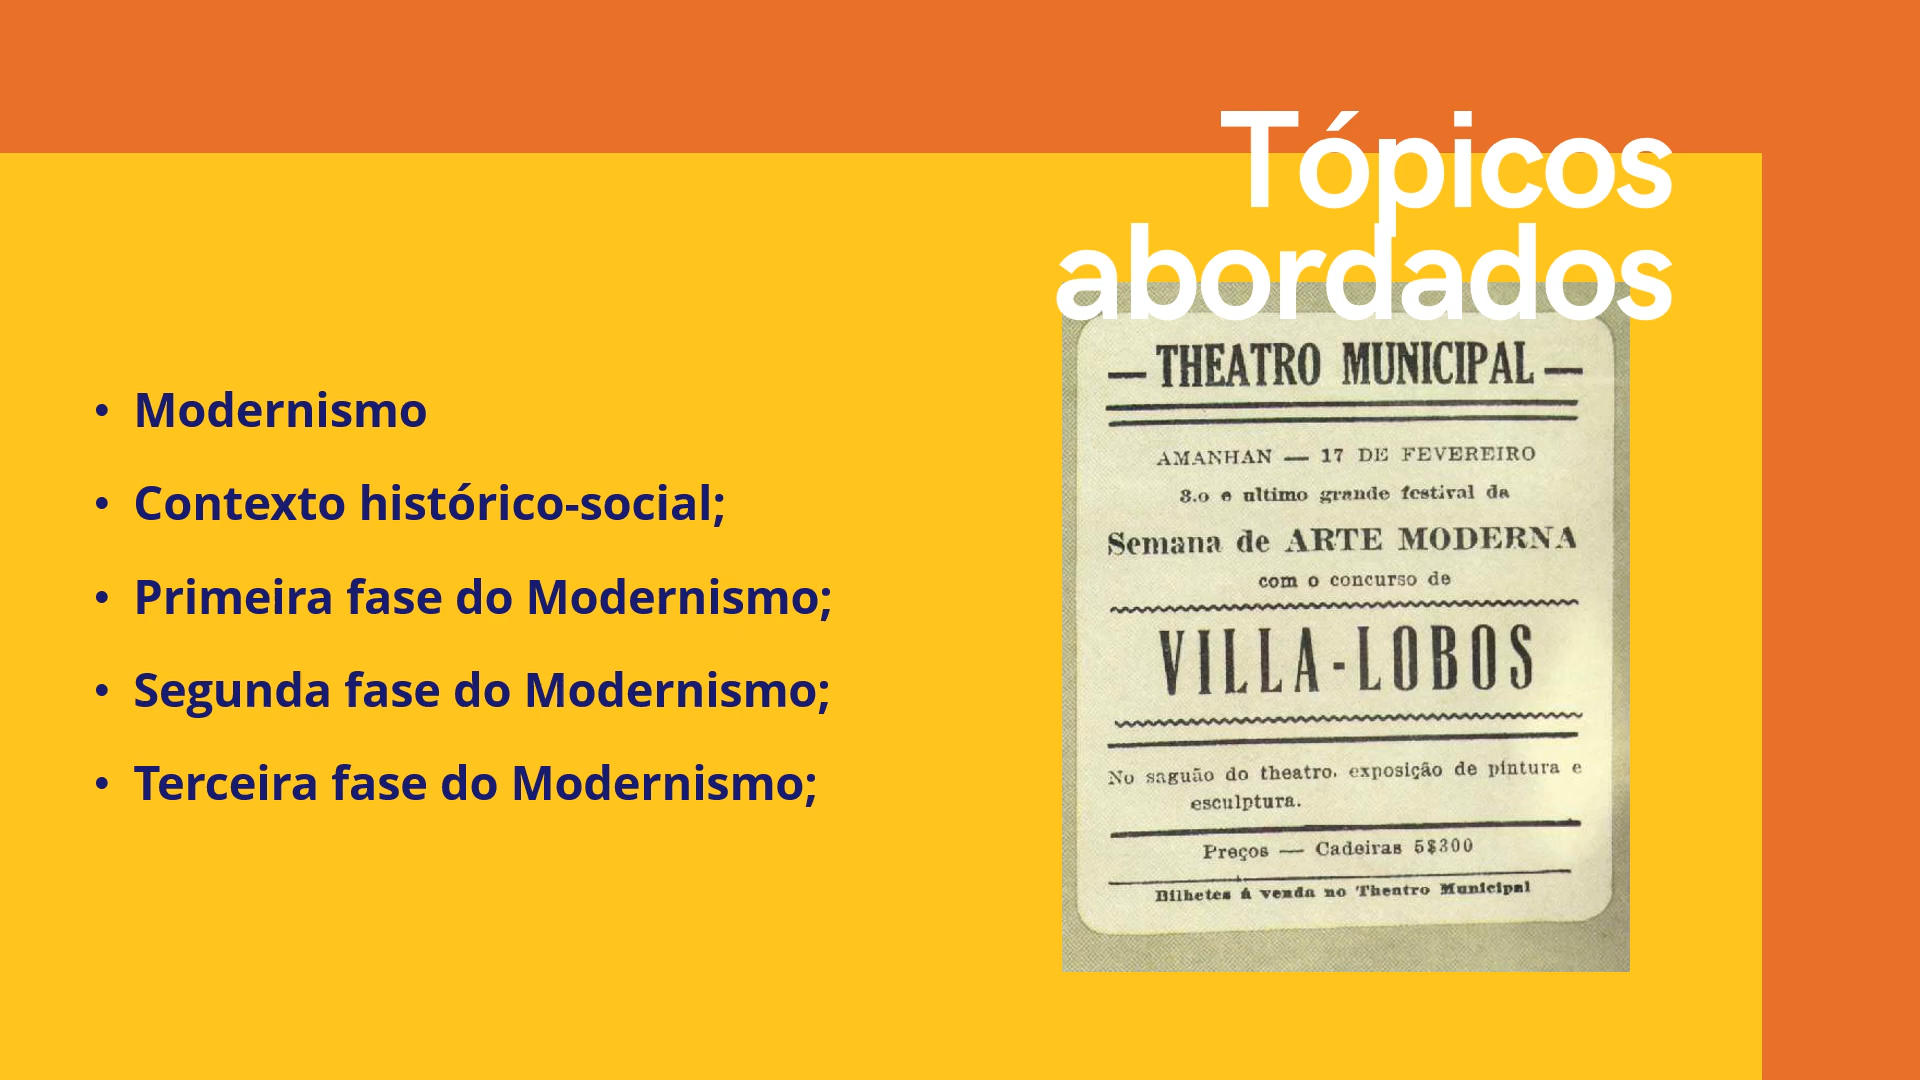 Tópicos
abordados
• Modernismo
• Contexto histórico-social;
• Primeira fase do Modernismo;
• Segunda fase do Modernismo;
• Terceira fase do Modernismo;
— THEATRO MUNICIPAL —
AMANHAN — 17 DE FEVEREIRO
3.o e ultimo grande festival da
Semana de ARTE MODERNA
com o concurso de
VILLA-LOBOS
No saguão do theatro, exposição de pintura e
esculptura.
Preços — Cadeiras 5$300
Bilhetes á venda no Theatro Municipal